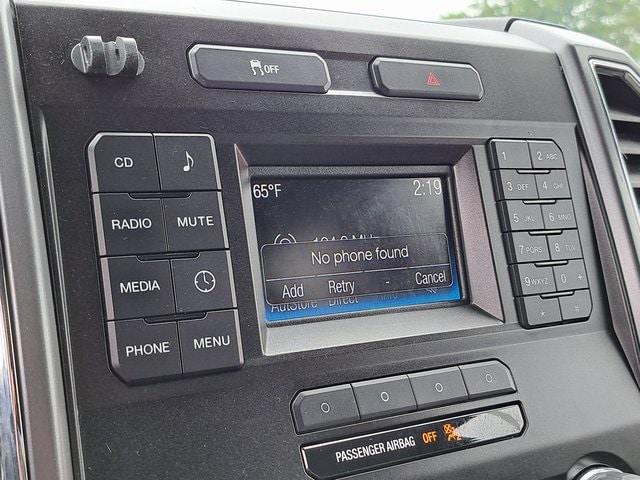 OFF
CD
RADIO MUTE
MEDIA
PHONE MENU
65°F 2:19
No phone found
Add Retry - Cancel
AutoStore Direct
1 2 ABC
3 DEF 4 GHI
5 JKL 6 MNO
7 PQRS 8 TUV
9 WXYZ 0 +
* #
PASSENGER AIRBAG OFF